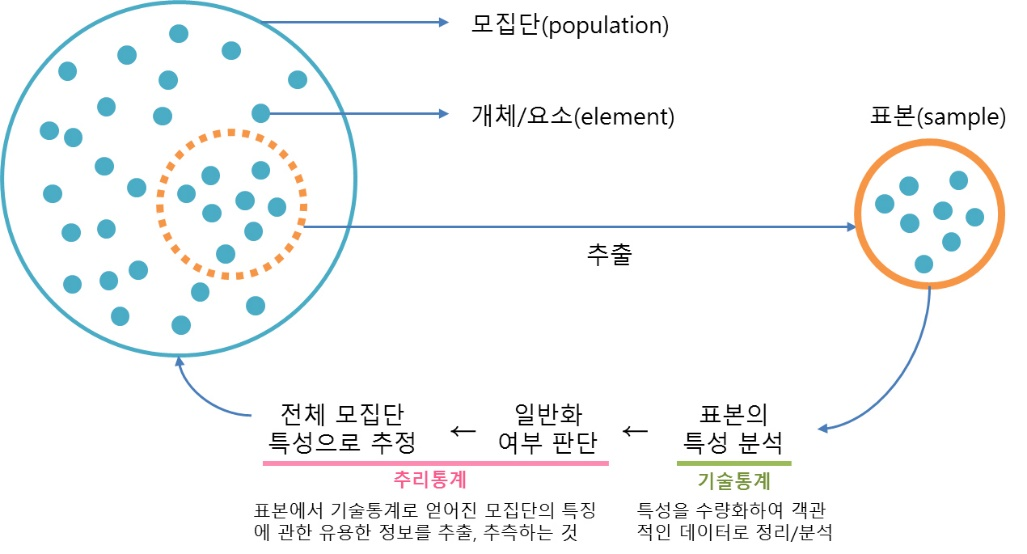 모집단(population)
개체/요소(element)
표본(sample)
추출
전체 모집단
특성으로 추정
←
일반화
여부 판단
←
표본의
특성 분석
추리통계
기술통계
표본에서 기술통계로 얻어진 모집단의 특징
에 관한 유용한 정보를 추출, 추측하는 것
특성을 수량화하여 객관
적인 데이터로 정리/분석